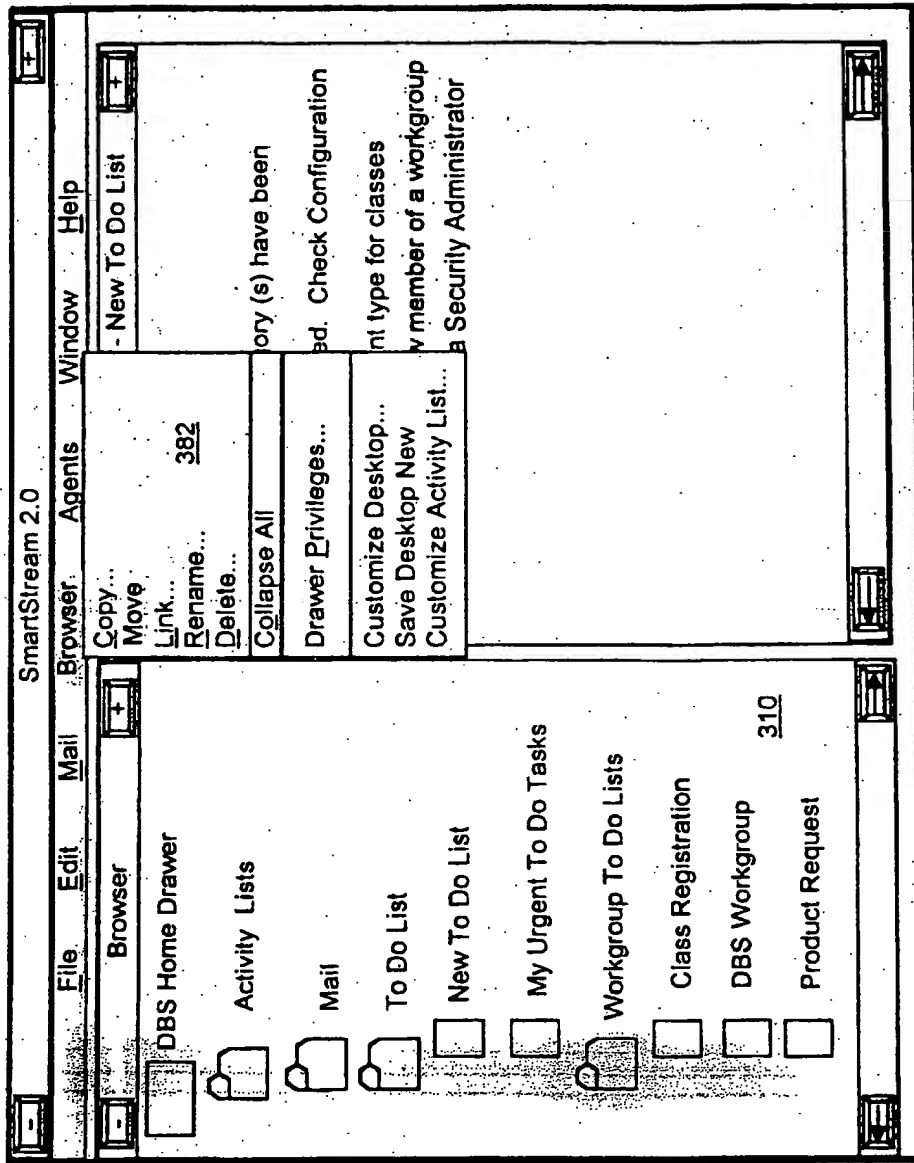 SmartStream 2.0
File Edit Mail Browser Agents Window Help
Browser
DBS Home Drawer
Activity Lists
Mail
To Do List
New To Do List
My Urgent To Do Tasks
Workgroup To Do Lists
Class Registration
DBS Workgroup
Product Request
310
Copy...
Move
Link...
Rename...
Delete...
382
Collapse All
Drawer Privileges...
Customize Desktop...
Save Desktop New
Customize Activity List...
- New To Do List
ory (s) have been
ed. Check Configuration
nt type for classes
w member of a workgroup
a Security Administrator